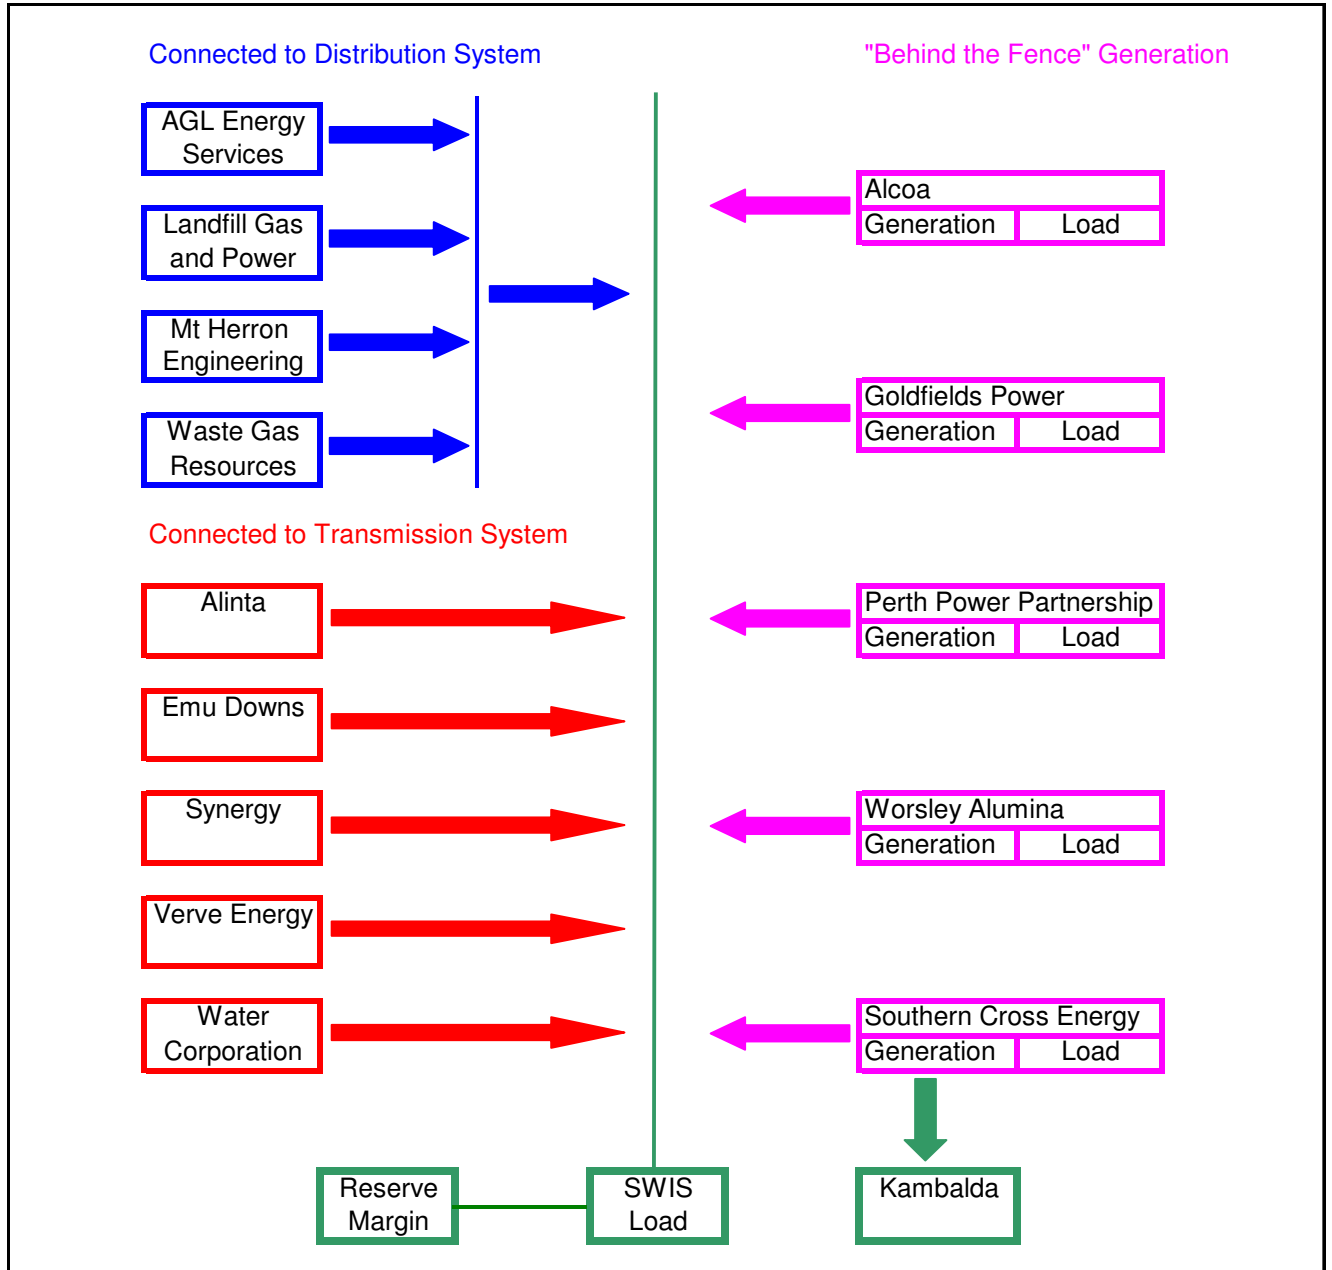 Connected to Distribution System
"Behind the Fence" Generation
AGL Energy
Services
Landfill Gas
and Power
Mt Herron
Engineering
Waste Gas
Resources
Connected to Transmission System
Alinta
Emu Downs
Synergy
Verve Energy
Water
Corporation
Alcoa
Generation Load
Goldfields Power
Generation Load
Perth Power Partnership
Generation Load
Worsley Alumina
Generation Load
Southern Cross Energy
Generation Load
Reserve
Margin
SWIS
Load
Kambalda